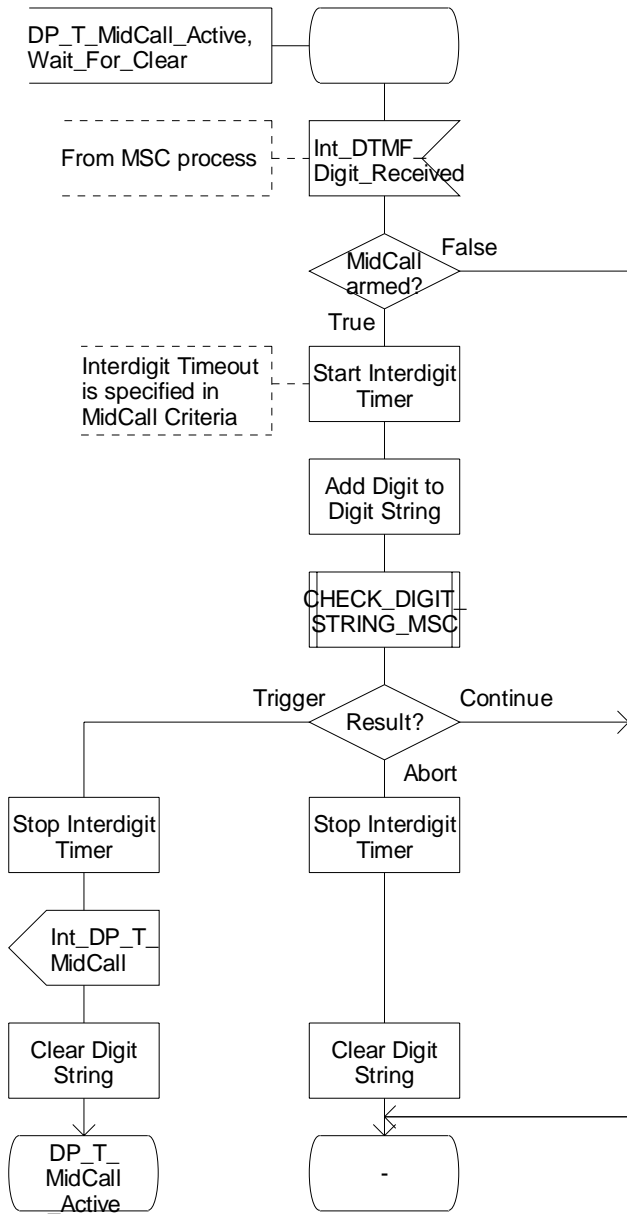 DP_T_MidCall_Active,
Wait_For_Clear
From MSC process
Int_DTMF_
Digit_Received
MidCall
armed?
False
True
Interdigit Timeout
is specified in
MidCall Criteria
Start Interdigit
Timer
Add Digit to
Digit String
CHECK_DIGIT_
STRING_MSC
Trigger
Result?
Continue
Abort
Stop Interdigit
Timer
Stop Interdigit
Timer
Int_DP_T_
MidCall
Clear Digit
String
Clear Digit
String
DP_T_
MidCall
_Active
-